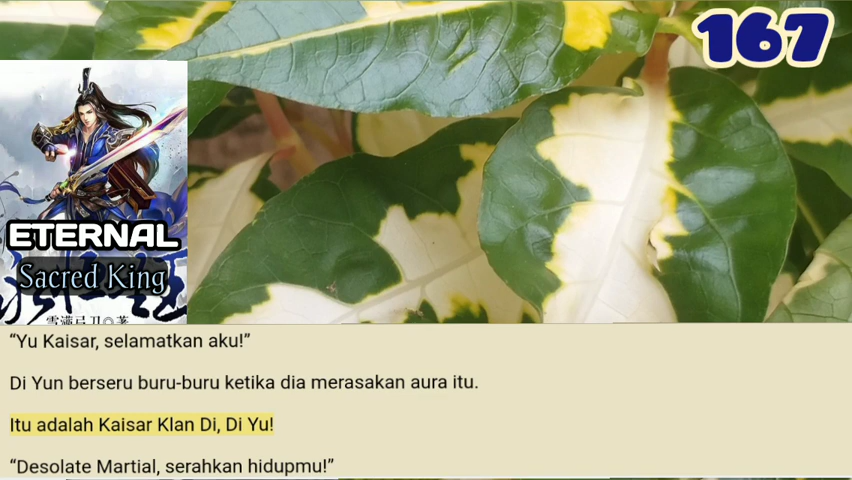 167
ETERNAL
Sacred King
“Yu Kaisar, selamatkan aku!”
Di Yun berseru buru-buru ketika dia merasakan aura itu.
Itu adalah Kaisar Klan Di, Di Yu!
“Desolate Martial, serahkan hidupmu!”